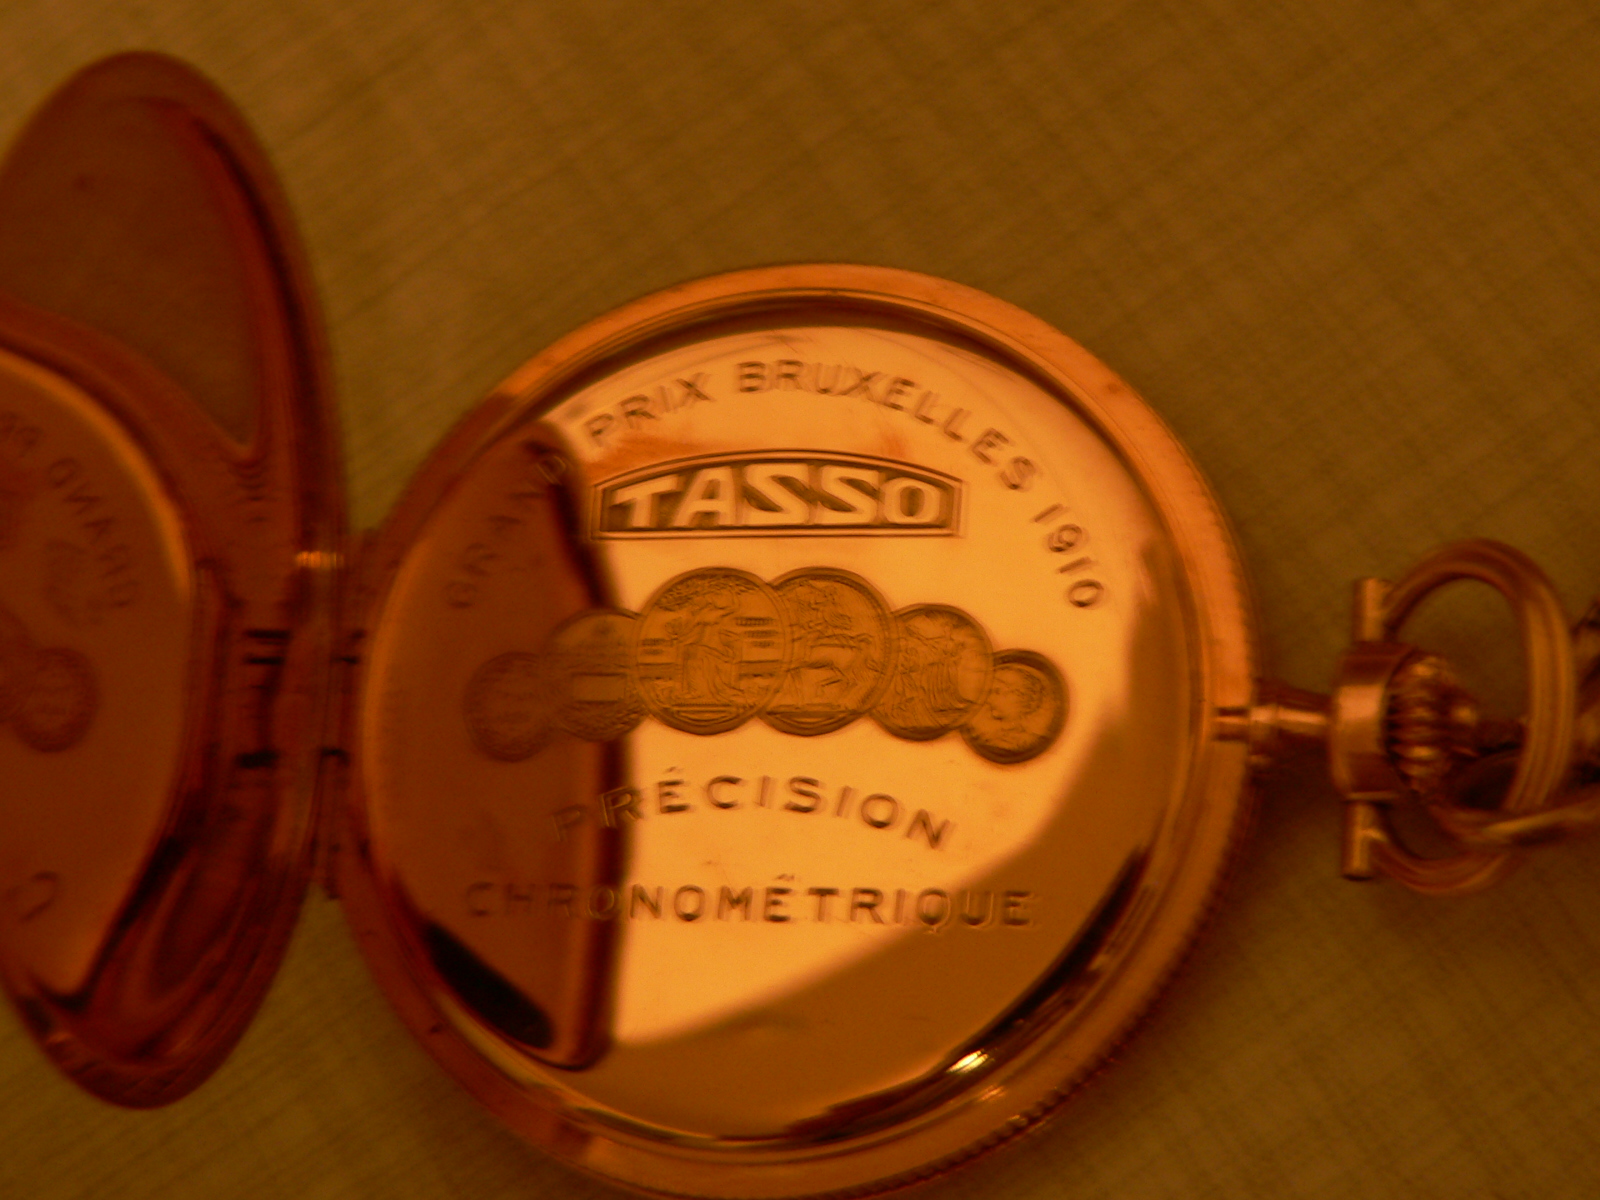 GRAND PRIX BRUXELLES 1910
TASSO
PRÉCISION
CHRONOMÉTRIQUE